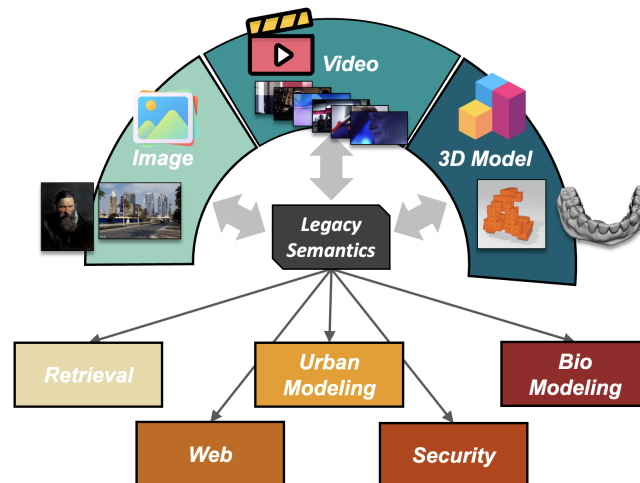 Video
Image
3D Model
Legacy
Semantics
Retrieval
Urban
Modeling
Bio
Modeling
Web
Security